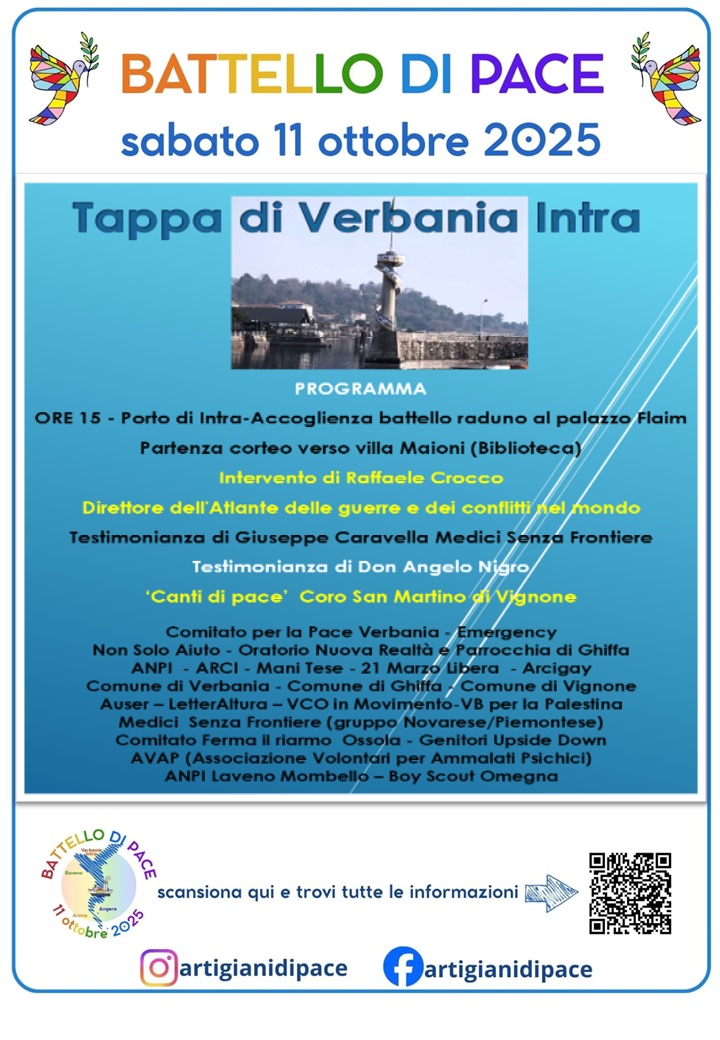 BATTELLO DI PACE
sabato 11 ottobre 2025
Tappa di Verbania Intra
PROGRAMMA
ORE 15 - Porto di Intra-Accoglienza battello raduno al palazzo Flaim
Partenza corteo verso villa Maioni (Biblioteca)
Intervento di Raffaele Crocco
Direttore dell'Atlante delle guerre e dei conflitti nel mondo
Testimonianza di Giuseppe Caravella Medici Senza Frontiere
Testimonianza di Don Angelo Nigro
‘Canti di pace’ Coro San Martino di Vignone
Comitato per la Pace Verbania - Emergency
Non Solo Aiuto - Oratorio Nuova Realtà e Parrocchia di Ghiffa
ANPI - ARCI - Mani Tese - 21 Marzo Libera - Arcigay
Comune di Verbania - Comune di Ghiffa - Comune di Vignone
Auser – LetterAltura – VCO in Movimento-VB per la Palestina
Medici Senza Frontiere (gruppo Novarese/Piemontese)
Comitato Ferma il riarmo Ossola - Genitori Upside Down
AVAP (Associazione Volontari per Ammalati Psichici)
ANPI Laveno Mombello – Boy Scout Omegna
BATTELLO DI PACE
Verbania
Intra
Baveno
Angera
Arona
11 ottobre 2025
scansiona qui e trovi tutte le informazioni
artigianidipace
artigianidipace